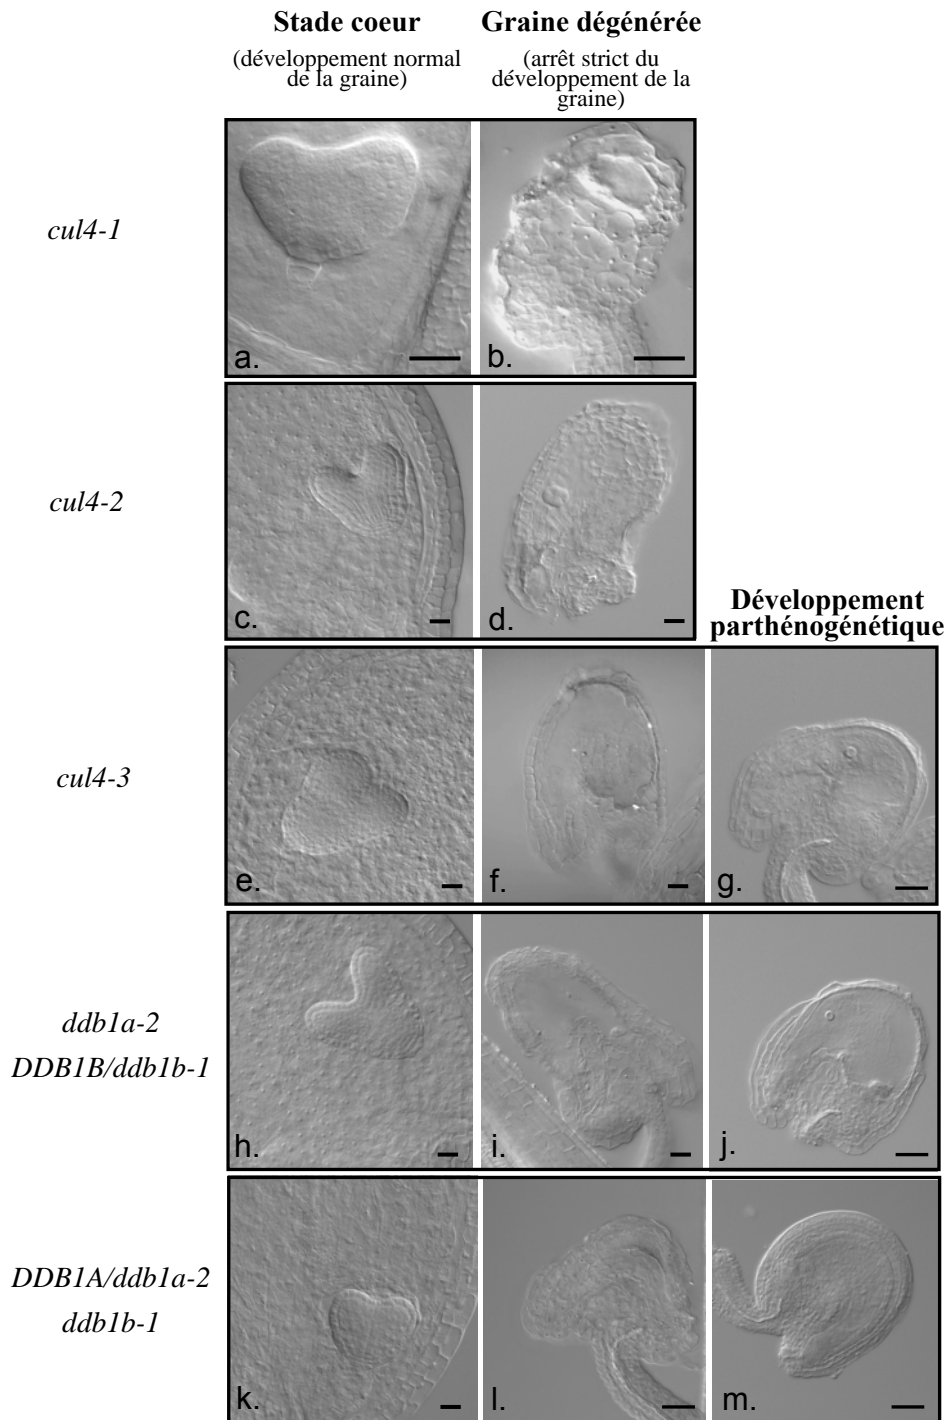 Stade coeur
(développement normal
de la graine)
Graine dégénérée
(arrêt strict du
développement de la
graine)
cul4-1
a.
b.
cul4-2
c.
d.
Développement
parthénogénétique
cul4-3
e.
f.
g.
ddb1a-2
DDB1B/ddb1b-1
h.
i.
j.
DDB1A/ddb1a-2
ddb1b-1
k.
l.
m.